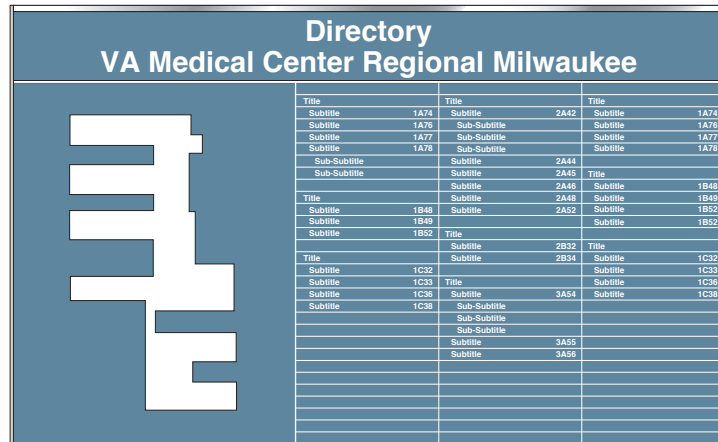 Directory
VA Medical Center Regional Milwaukee
Title
Subtitle 1A74
Subtitle 1A76
Subtitle 1A77
Subtitle 1A78
Sub-Subtitle
Sub-Subtitle
Title
Subtitle 1B48
Subtitle 1B49
Subtitle 1B52
Title
Subtitle 1C32
Subtitle 1C33
Subtitle 1C36
Subtitle 1C38
Title
Subtitle 2A42
Sub-Subtitle
Sub-Subtitle
Sub-Subtitle
Subtitle 2A44
Subtitle 2A45
Subtitle 2A46
Subtitle 2A48
Subtitle 2A52
Title
Subtitle 2B32
Subtitle 2B34
Title
Subtitle 3A54
Sub-Subtitle
Sub-Subtitle
Sub-Subtitle
Subtitle 3A55
Subtitle 3A56
Title
Subtitle 1A74
Subtitle 1A76
Subtitle 1A77
Subtitle 1A78
Title
Subtitle 1B48
Subtitle 1B49
Subtitle 1B52
Subtitle 1B52
Title
Subtitle 1C32
Subtitle 1C33
Subtitle 1C36
Subtitle 1C38